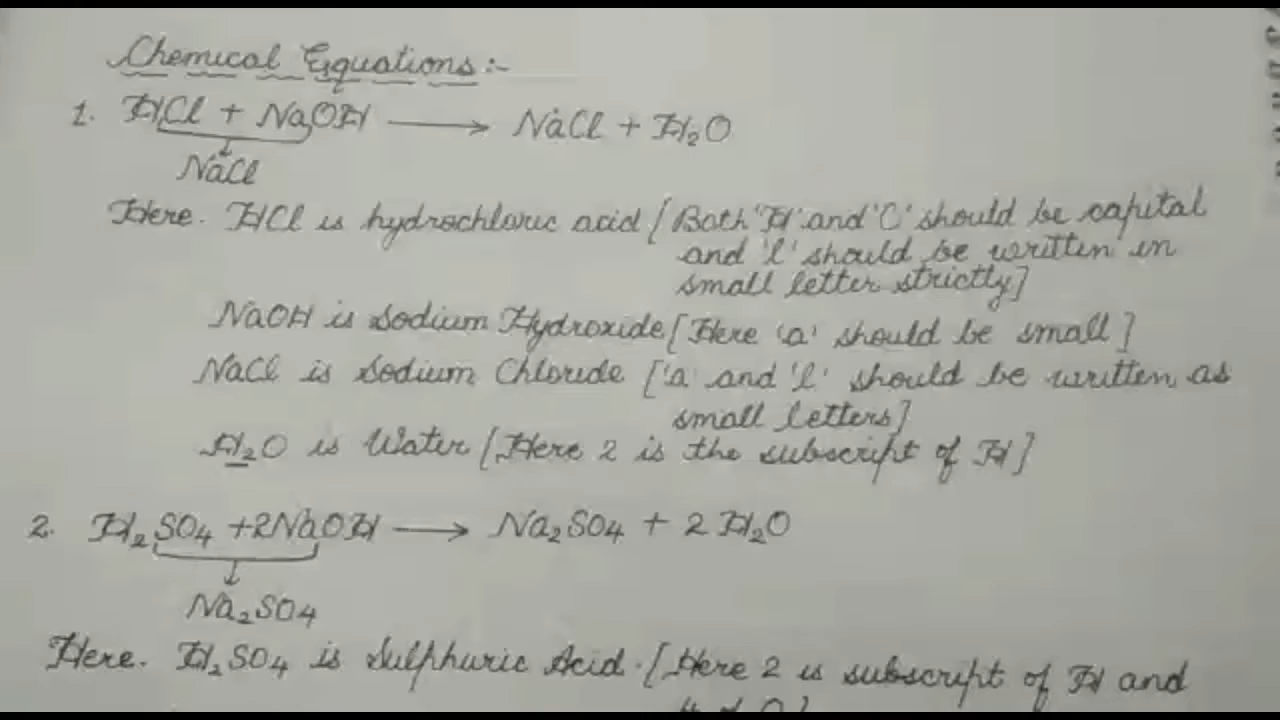 Chemical Equations :-
1. HCl + NaOH ⟶ NaCl + H₂O
↓
NaCl
Here. HCl is hydrochloric acid [Both 'H' and 'C' should be capital
and 'l' should be written in
small letter strictly]
NaOH is Sodium Hydroxide [Here 'a' should be small]
NaCl is Sodium Chloride ['a' and 'l' should be written as
small letters]
H₂O is Water [Here 2 is the subscript of H]
2. H₂SO₄ + 2NaOH ⟶ Na₂SO₄ + 2H₂O
↓
Na₂SO₄
Here. H₂SO₄ is Sulphuric Acid. [Here 2 is subscript of H and